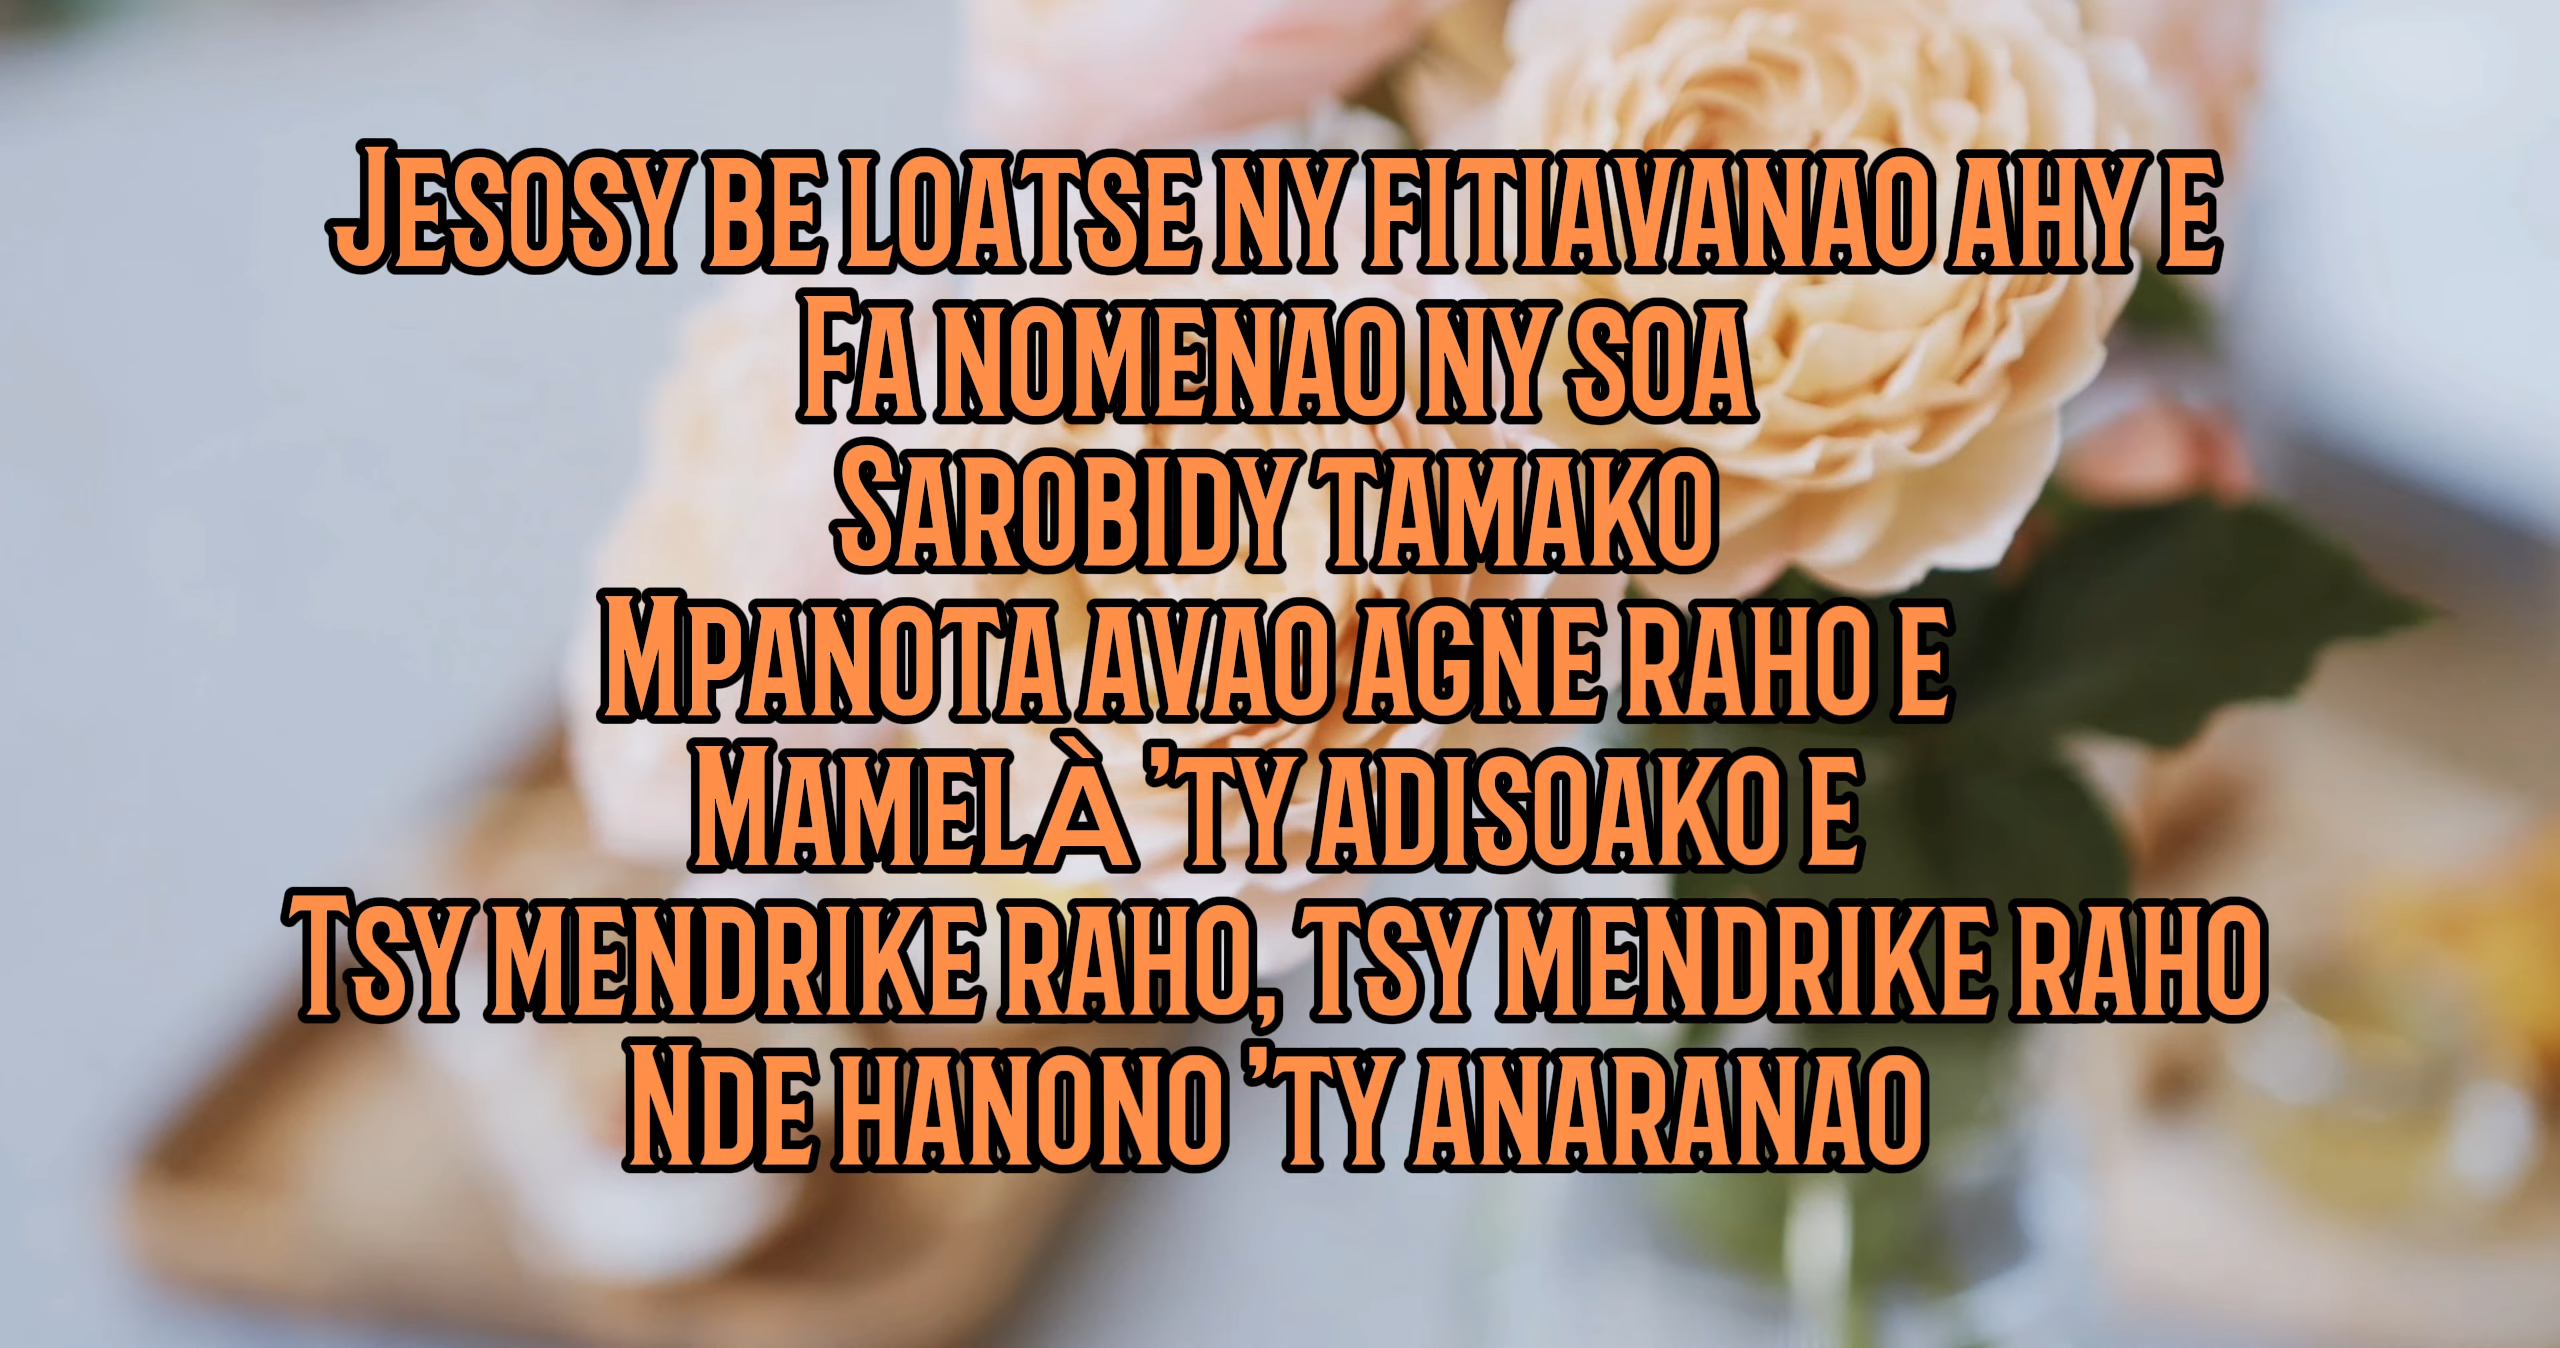 Jesosy be loatse ny fitiavanao ahy e
Fa nomenao ny soa
Sarobidy tamako
Mpanota avao agne raho e
Mamelà 'ty adisoako e
Tsy mendrike raho, tsy mendrike raho
Nde hanono 'ty anaranao